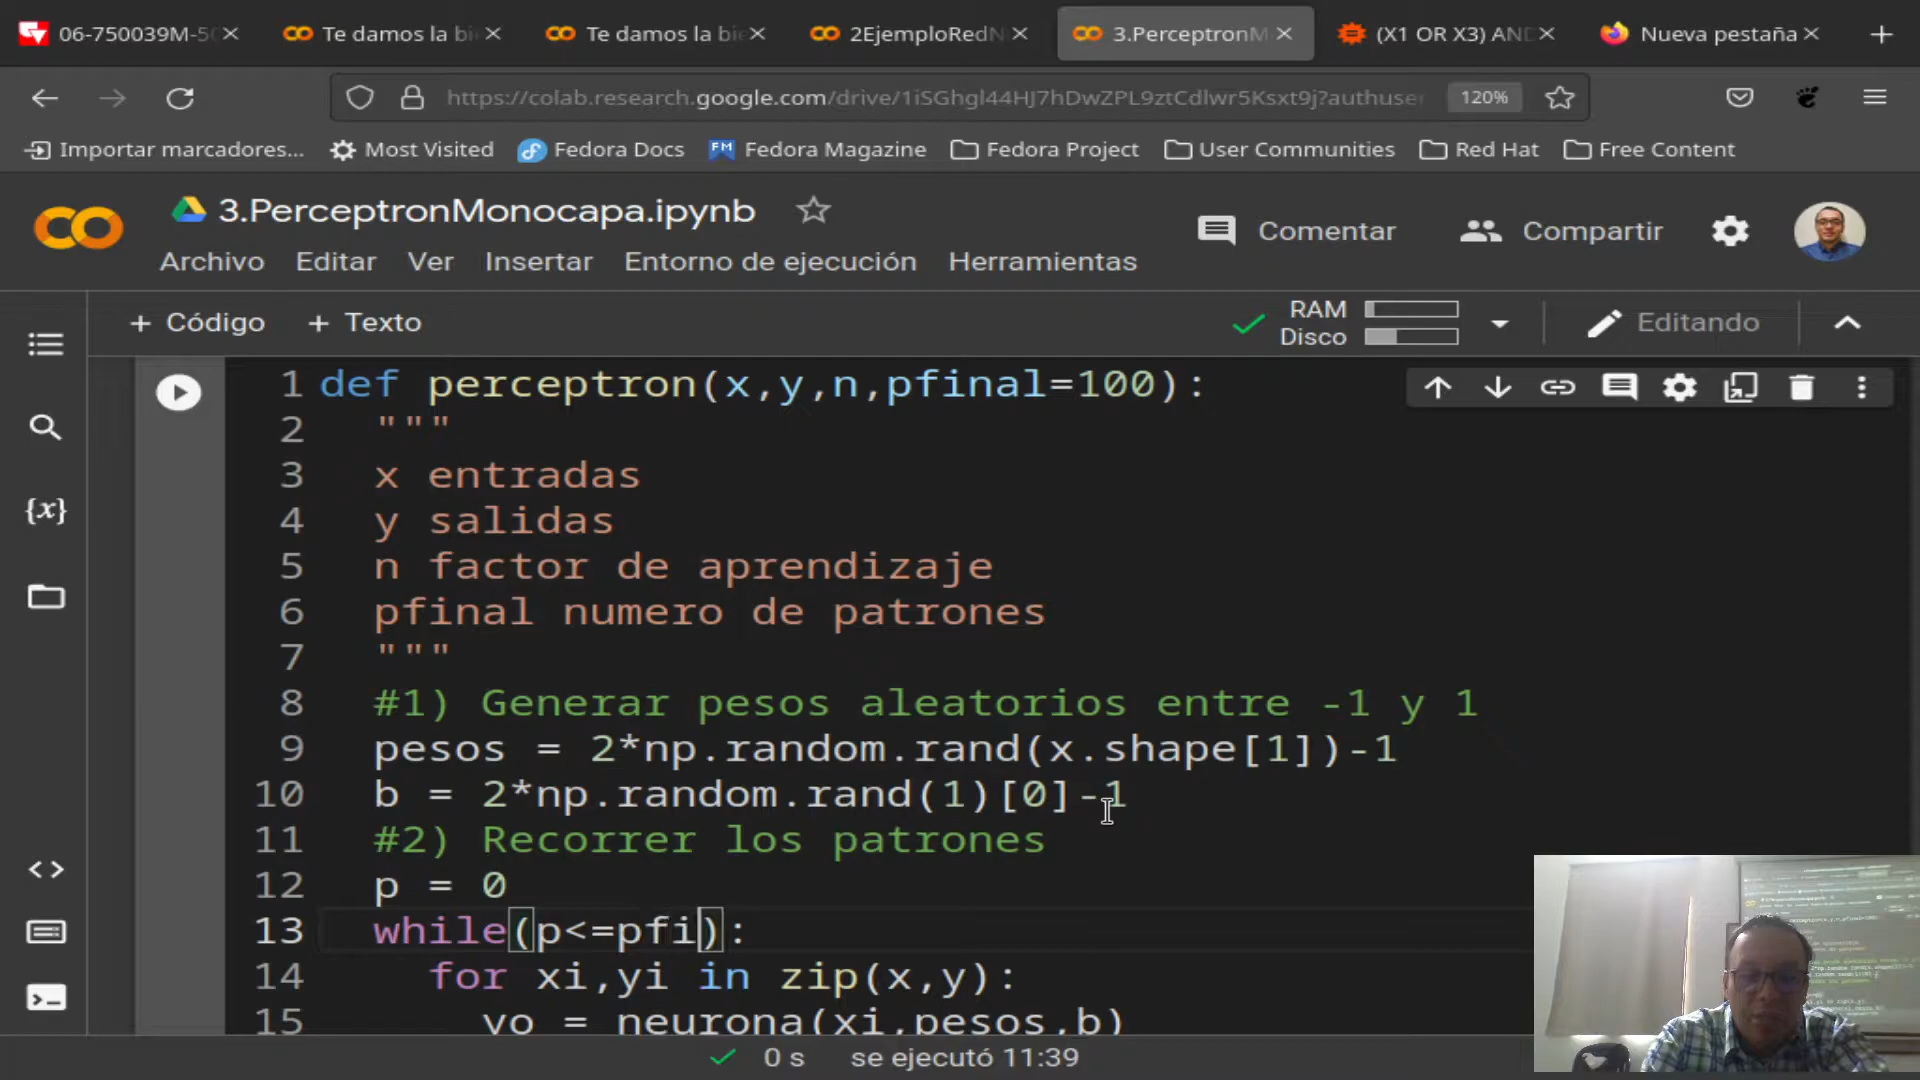 06-750039M-50
Te damos la bie
Te damos la bie
2EjemploRedN
3.PerceptronM
(X1 OR X3) AND
Nueva pestaña
https://colab.research.google.com/drive/1iSGhgl44HJ7hDwZPL9ztCdlwr5Ksxt9j?authuser
120%
Importar marcadores...
Most Visited
Fedora Docs
FM
Fedora Magazine
Fedora Project
User Communities
Red Hat
Free Content
3.PerceptronMonocapa.ipynb
Comentar
Compartir
Archivo
Editar
Ver
Insertar
Entorno de ejecución
Herramientas
+ Código
+ Texto
RAM
Disco
Editando
1 def perceptron(x,y,n,pfinal=100):
2 """
3 x entradas
4 y salidas
5 n factor de aprendizaje
6 pfinal numero de patrones
7 """
8 #1) Generar pesos aleatorios entre -1 y 1
9 pesos = 2*np.random.rand(x.shape[1])-1
10 b = 2*np.random.rand(1)[0]-1
11 #2) Recorrer los patrones
12 p = 0
13 while(p<=pfi):
14 for xi,yi in zip(x,y):
15 yo = neurona(xi,pesos,b)
0 s se ejecutó 11:39